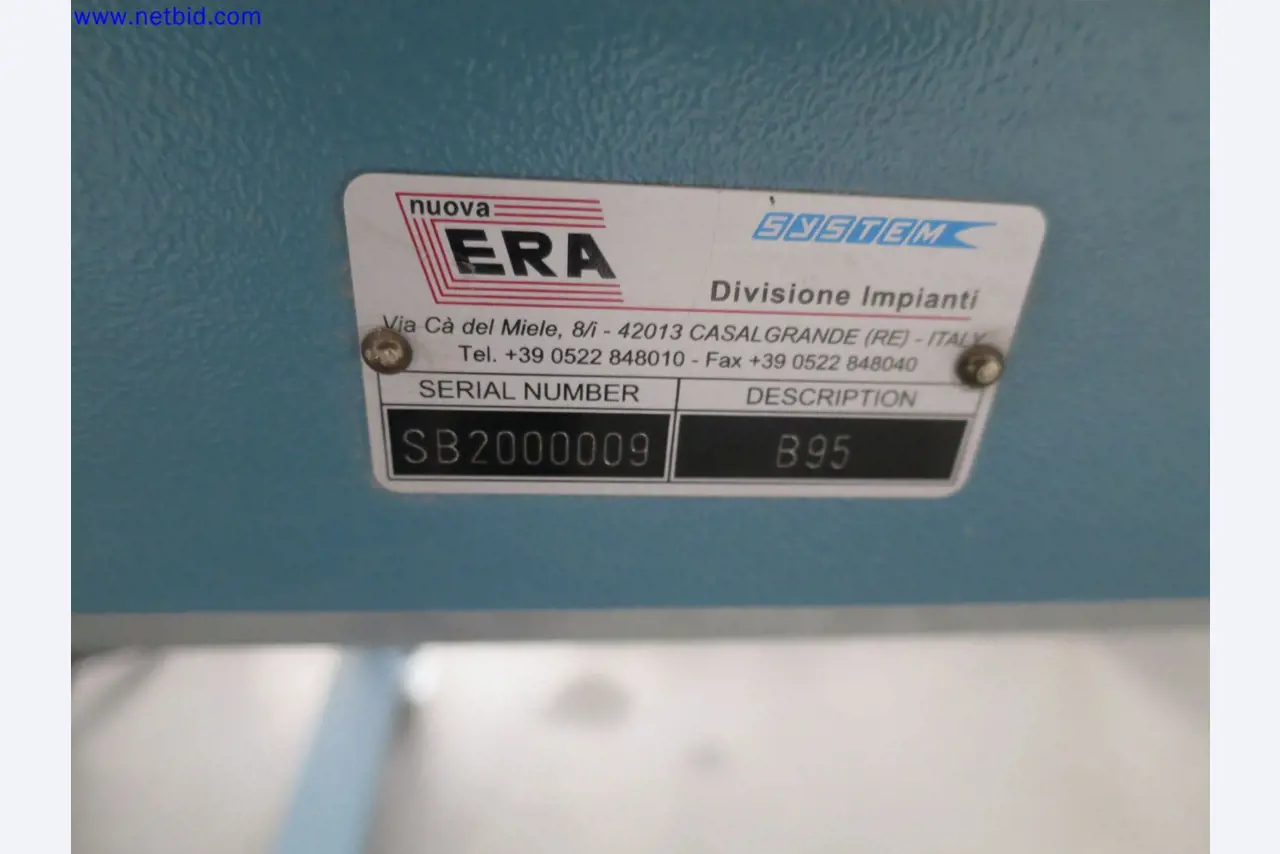 www.netbid.com
nuova
ERA
SYSTEM
Divisione Impianti
Via Cà del Miele, 8/i - 42013 CASALGRANDE (RE) - ITALY
Tel. +39 0522 848010 - Fax +39 0522 848040
SERIAL NUMBER DESCRIPTION
SB2000009 B95